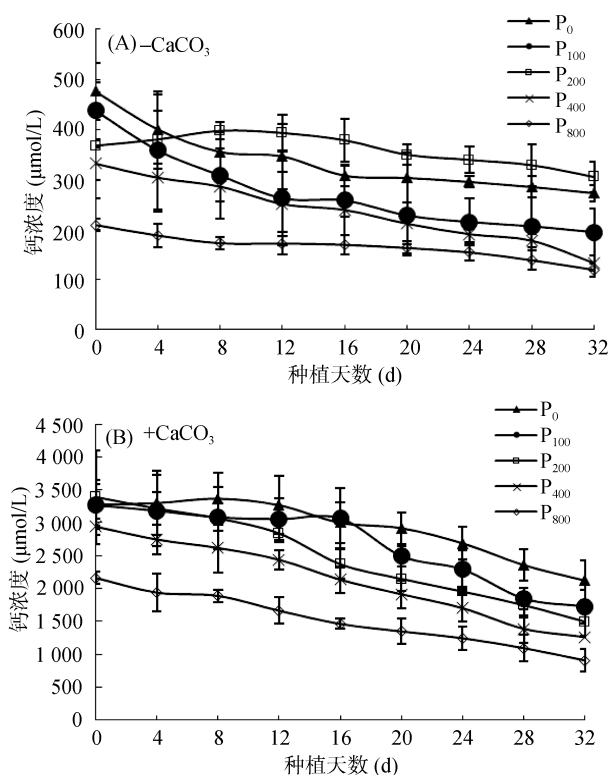 (A) –CaCO₃
P₀
P₁₀₀
P₂₀₀
P₄₀₀
P₈₀₀
600
500
400
300
200
100
0
钙浓度 (μmol/L)
0 4 8 12 16 20 24 28 32
种植天数 (d)
(B) +CaCO₃
P₀
P₁₀₀
P₂₀₀
P₄₀₀
P₈₀₀
4 500
4 000
3 500
3 000
2 500
2 000
1 500
1 000
500
0
钙浓度 (μmol/L)
0 4 8 12 16 20 24 28 32
种植天数 (d)